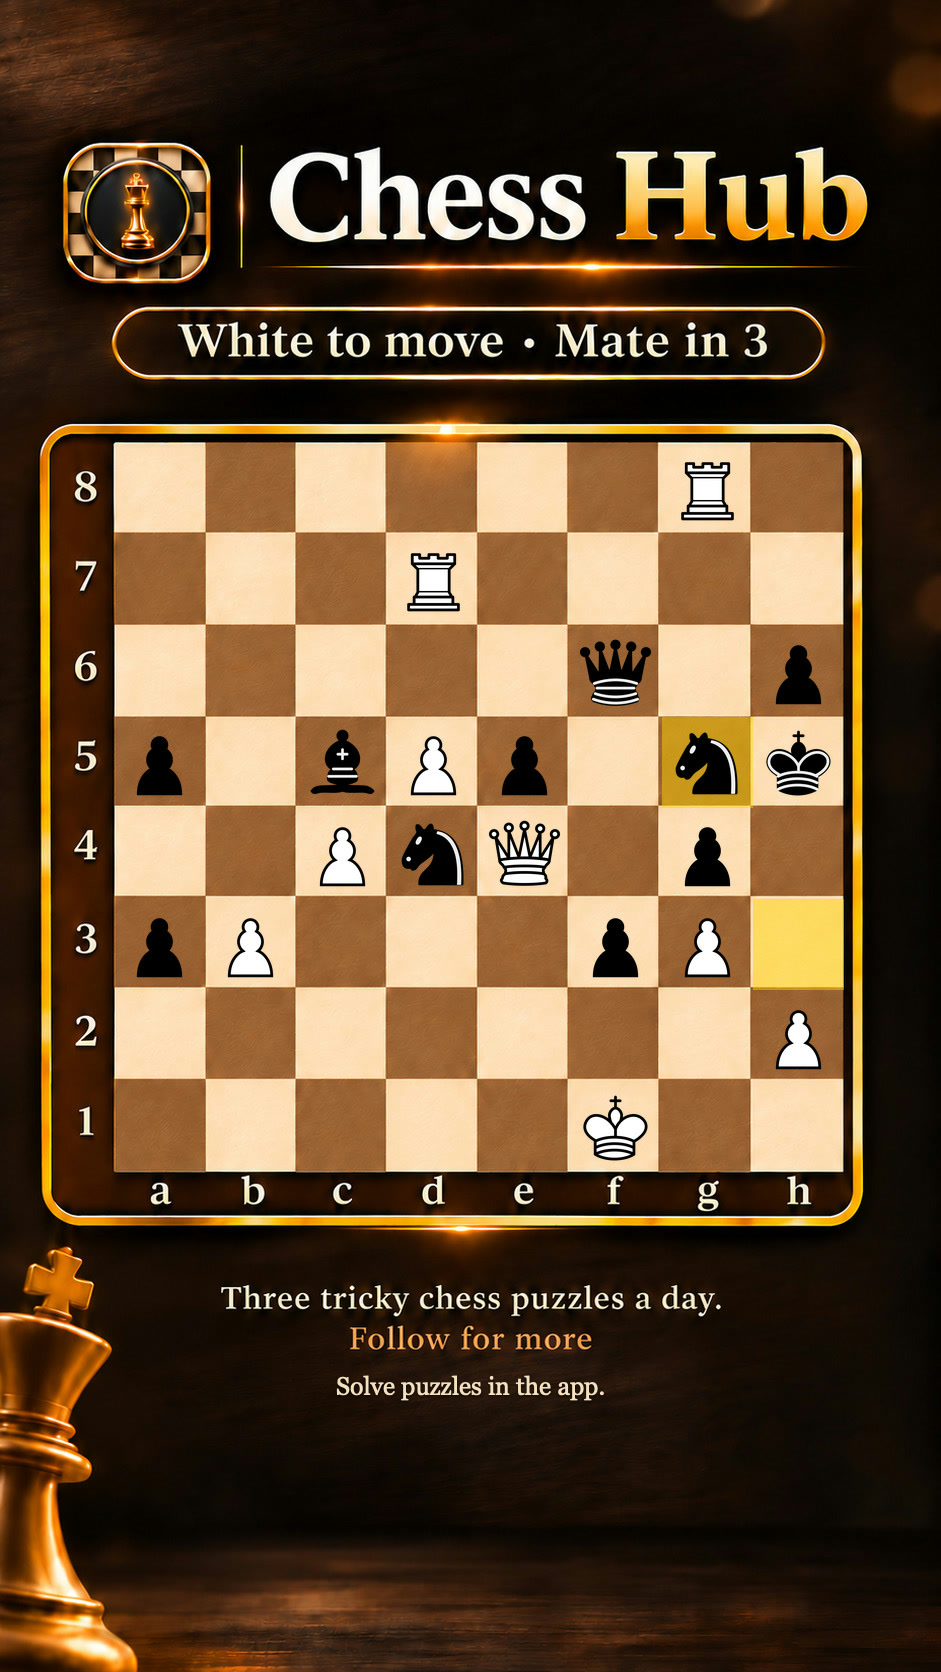 Chess Hub
White to move • Mate in 3
8
7
6
5
4
3
2
1
a b c d e f g h
Three tricky chess puzzles a day.
Follow for more
Solve puzzles in the app.